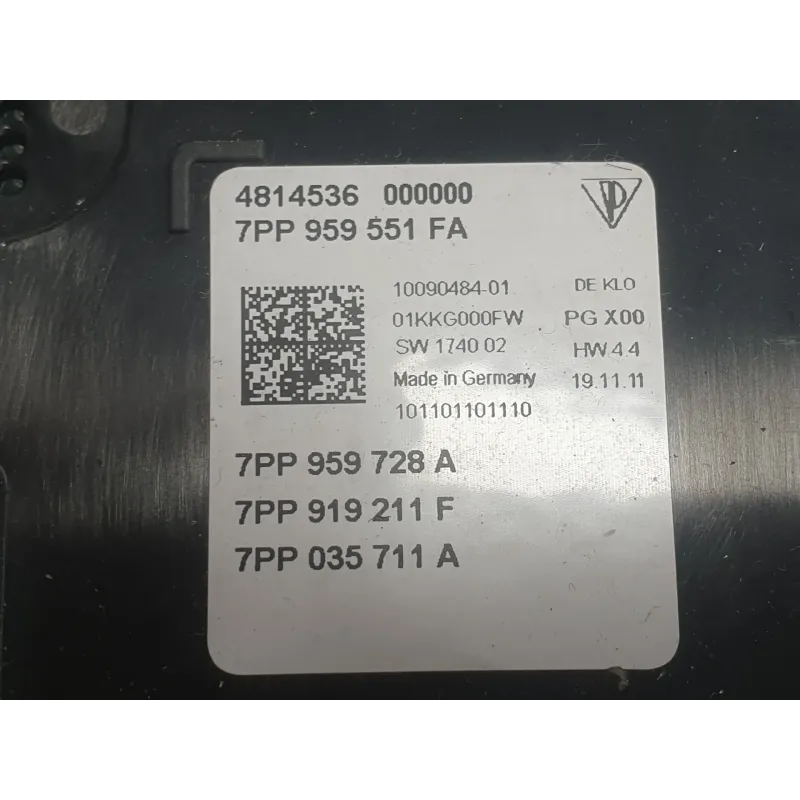 4814536 000000
7PP 959 551 FA
10090484-01 DE KLO
01KKG000FW PG X00
SW 1740 02 HW 4.4
Made in Germany 19.11.11
101101101110
7PP 959 728 A
7PP 919 211 F
7PP 035 711 A